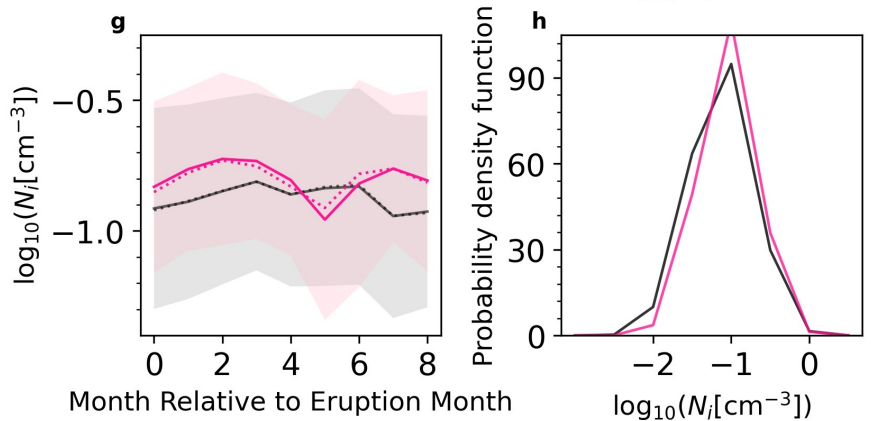 g
log₁₀(Nᵢ[cm⁻³])
−0.5
−1.0
0 2 4 6 8
Month Relative to Eruption Month
h
Probability density function
90
60
30
0
−2 −1 0
log₁₀(Nᵢ[cm⁻³])